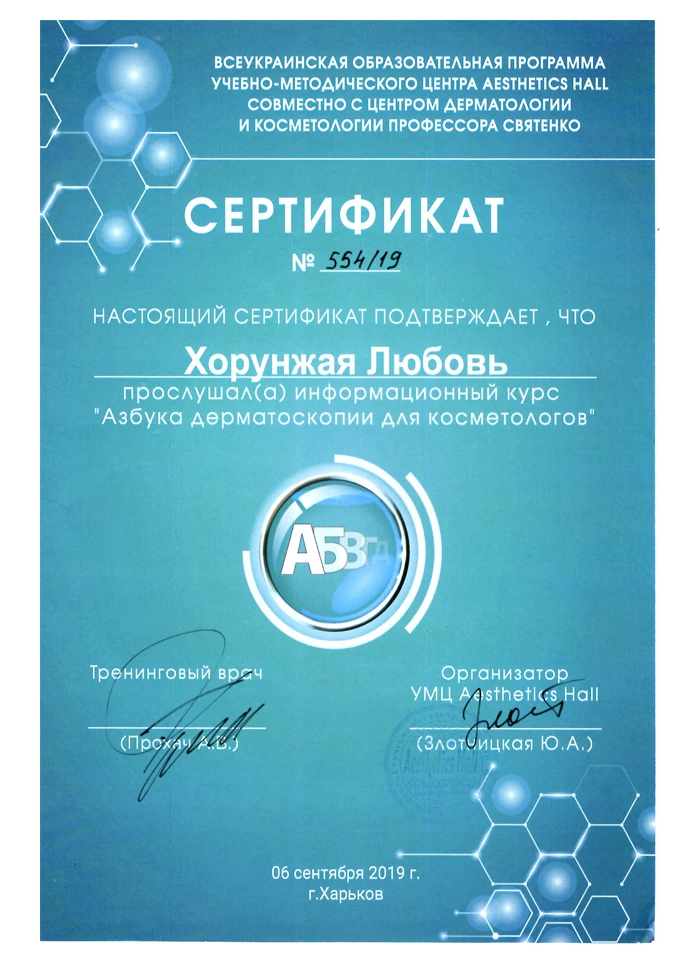 ВСЕУКРАИНСКАЯ ОБРАЗОВАТЕЛЬНАЯ ПРОГРАММА
УЧЕБНО-МЕТОДИЧЕСКОГО ЦЕНТРА AESTHETICS HALL
СОВМЕСТНО С ЦЕНТРОМ ДЕРМАТОЛОГИИ
И КОСМЕТОЛОГИИ ПРОФЕССОРА СВЯТЕНКО
СЕРТИФИКАТ
№ 554/19
НАСТОЯЩИЙ СЕРТИФИКАТ ПОДТВЕРЖДАЕТ , ЧТО
Хорунжая Любовь
прослушал(а) информационный курс
"Азбука дерматоскопии для косметологов"
АБВГД
Тренинговый врач
(Прохач А.В.)
Организатор
УМЦ Aesthetics Hall
(Злотницкая Ю.А.)
Aesthetics Hall
06 сентября 2019 г.
г.Харьков